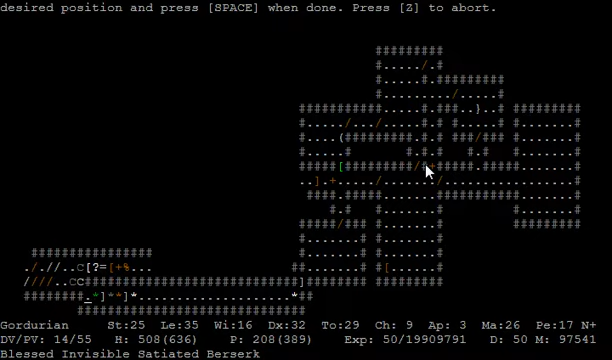 desired position and press [SPACE] when done. Press [Z] to abort.
Gordurian St:25 Le:35 Wi:16 Dx:32 To:29 Ch: 9 Ap: 3 Ma:26 Pe:17 N+
DV/PV: 14/55 H: 508(636) P: 208(389) Exp: 50/19909791 D: 50 M: 97541
Blessed Invisible Satiated Berserk